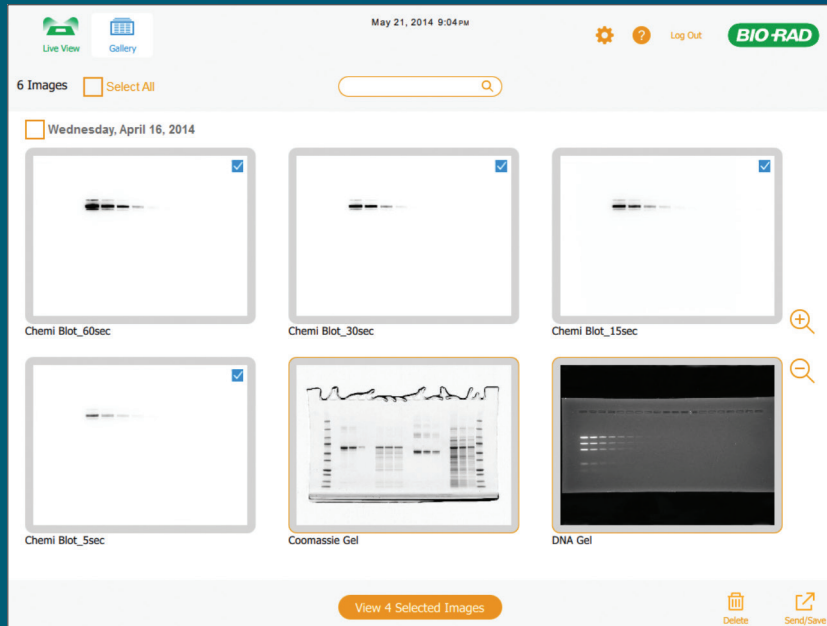 May 21, 2014 9:04PM
Live View
Gallery
Log Out
BIO-RAD
6 Images
Select All
Wednesday, April 16, 2014
Chemi Blot_60sec
Chemi Blot_30sec
Chemi Blot_15sec
Chemi Blot_5sec
Coomassie Gel
DNA Gel
View 4 Selected Images
Delete
Send/Save